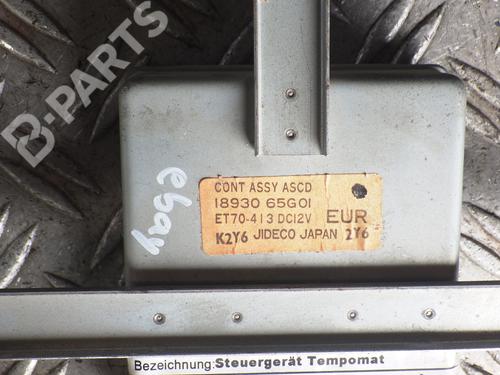 B-PARTS
CONT ASSY ASCD
18930 65G01
ET70-413 DC12V EUR
K2Y6 JIDECO JAPAN 2Y6
ebay
Bezeichnung: Steuergerät Tempomat